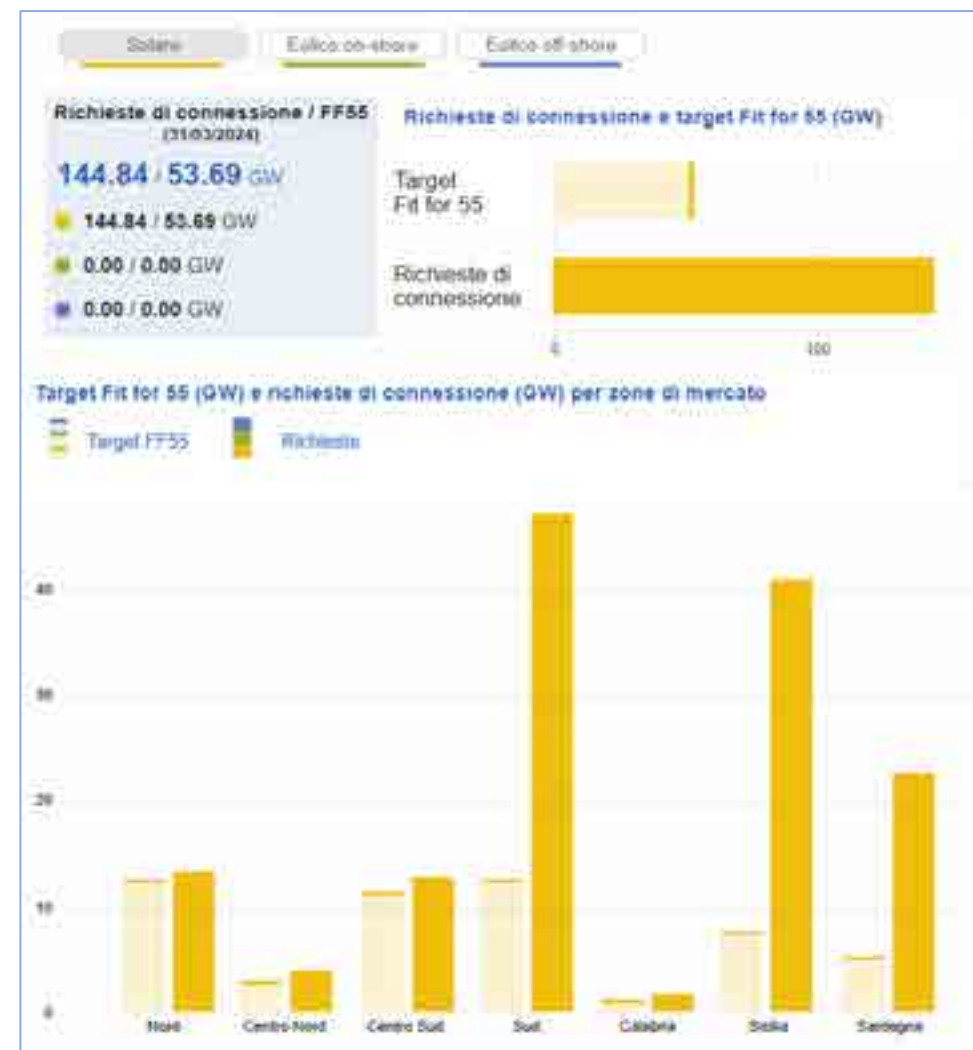 Solare Eolico on-shore Eolico off-shore
Richieste di connessione / FF55
(31/03/2024)
144.84 / 53.69 GW
144.84 / 53.69 GW
0.00 / 0.00 GW
0.00 / 0.00 GW
Richieste di connessione e target Fit for 55 (GW)
Target
Fit for 55
Richieste di
connessione
0 100
Target Fit for 55 (GW) e richieste di connessione (GW) per zone di mercato
Target FF55 Richieste
40
30
20
10
0
Nord Centro Nord Centro Sud Sud Calabria Sicilia Sardegna